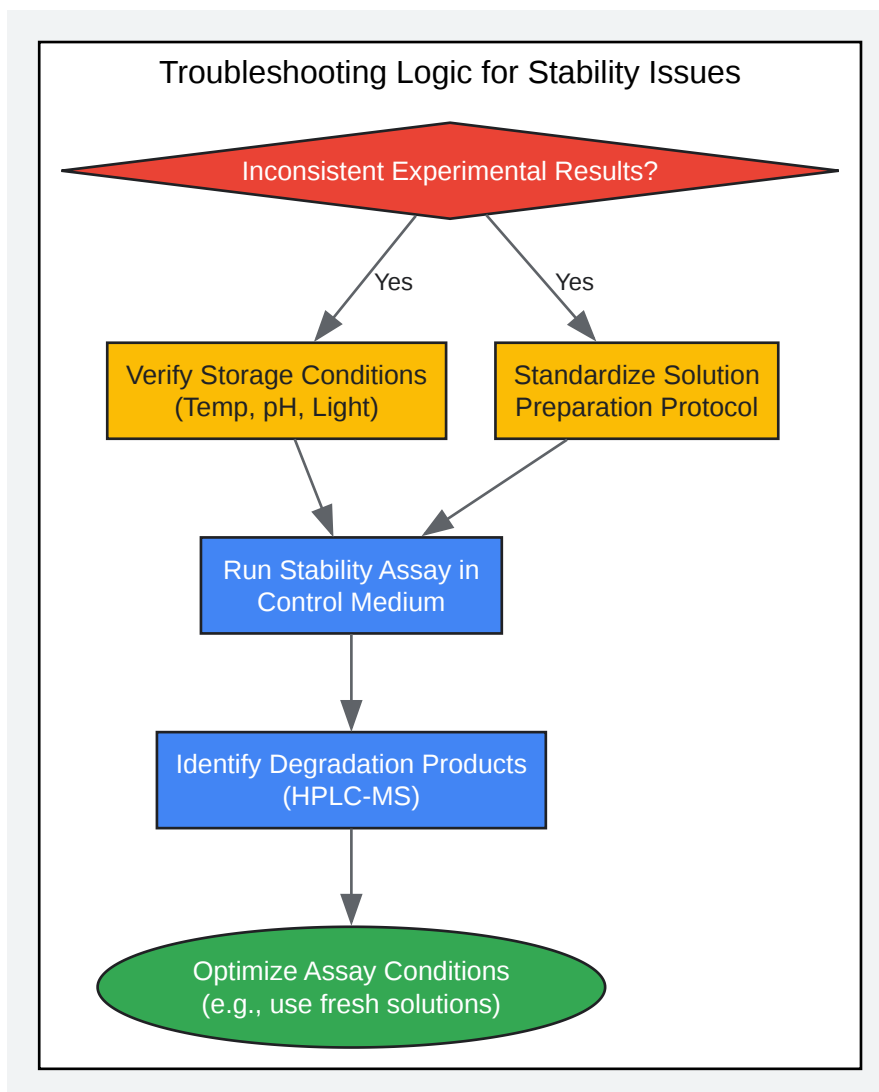 Troubleshooting Logic for Stability Issues
Inconsistent Experimental Results?
Yes
Yes
Verify Storage Conditions
(Temp, pH, Light)
Standardize Solution
Preparation Protocol
Run Stability Assay in
Control Medium
Identify Degradation Products
(HPLC-MS)
Optimize Assay Conditions
(e.g., use fresh solutions)